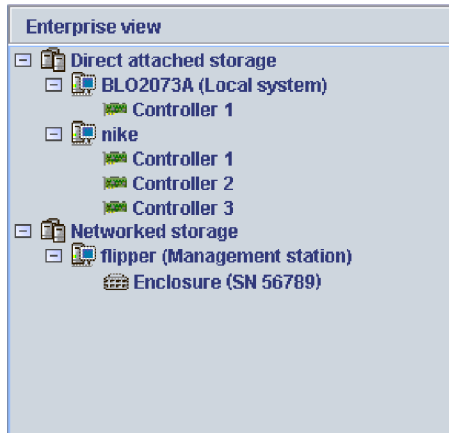 Enterprise view
Direct attached storage
BLO2073A (Local system)
Controller 1
nike
Controller 1
Controller 2
Controller 3
Networked storage
flipper (Management station)
Enclosure (SN 56789)